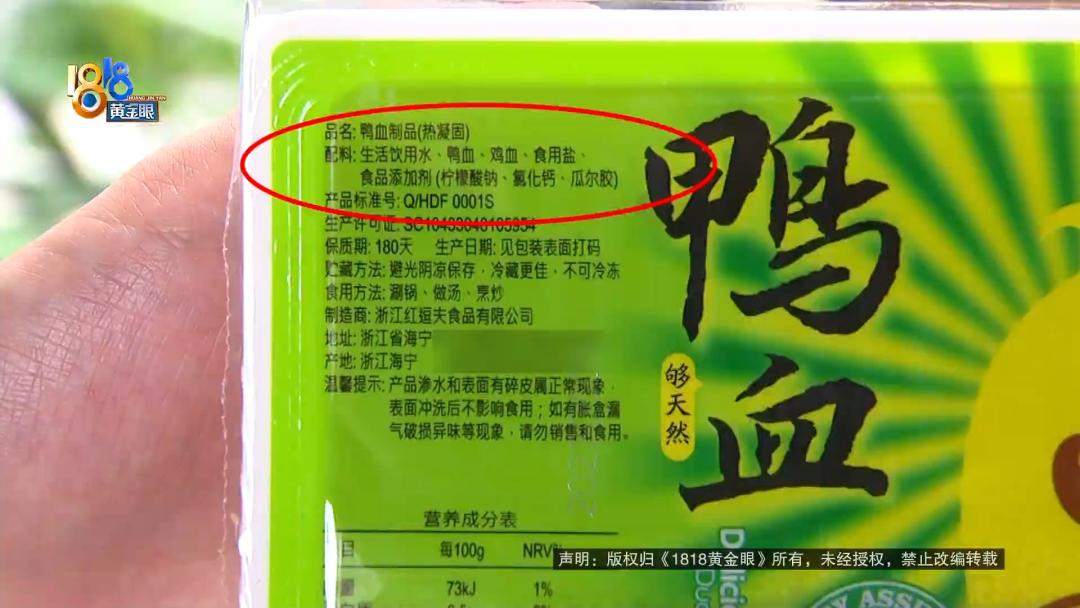 1818
HUANG JIN YAN
黄金眼
品名: 鸭血制品(热凝固)
配料: 生活饮用水、鸭血、鸡血、食用盐、
食品添加剂 (柠檬酸钠、氯化钙、瓜尔胶)
产品标准号: Q/HDF 0001S
生产许可证:
保质期: 180天 生产日期: 见包装表面打码
贮藏方法: 避光阴凉保存,冷藏更佳,不可冷冻
食用方法: 涮锅、做汤、烹炒
制造商: 浙江红逗夫食品有限公司
地址: 浙江省海宁
产地: 浙江海宁
温馨提示: 产品渗水和表面有碎皮属正常现象,
表面冲洗后不影响食用;如有胀盒漏
气破损异味等现象,请勿销售和食用。
营养成分表
目 每100g NRV%
73kJ 1%
鸭血
够天然
声明:版权归《1818黄金眼》所有,未经授权,禁止改编转载